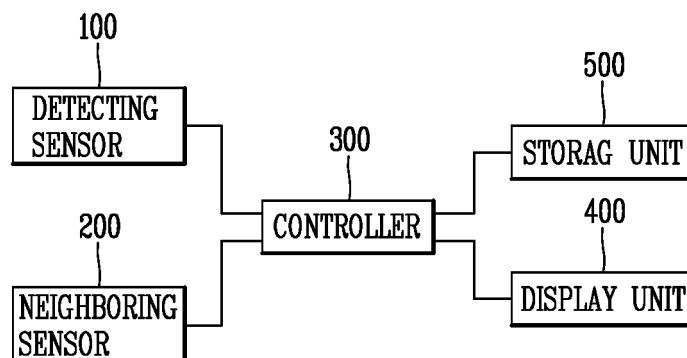 100
DETECTING
SENSOR
200
NEIGHBORING
SENSOR
300
CONTROLLER
500
STORAG UNIT
400
DISPLAY UNIT